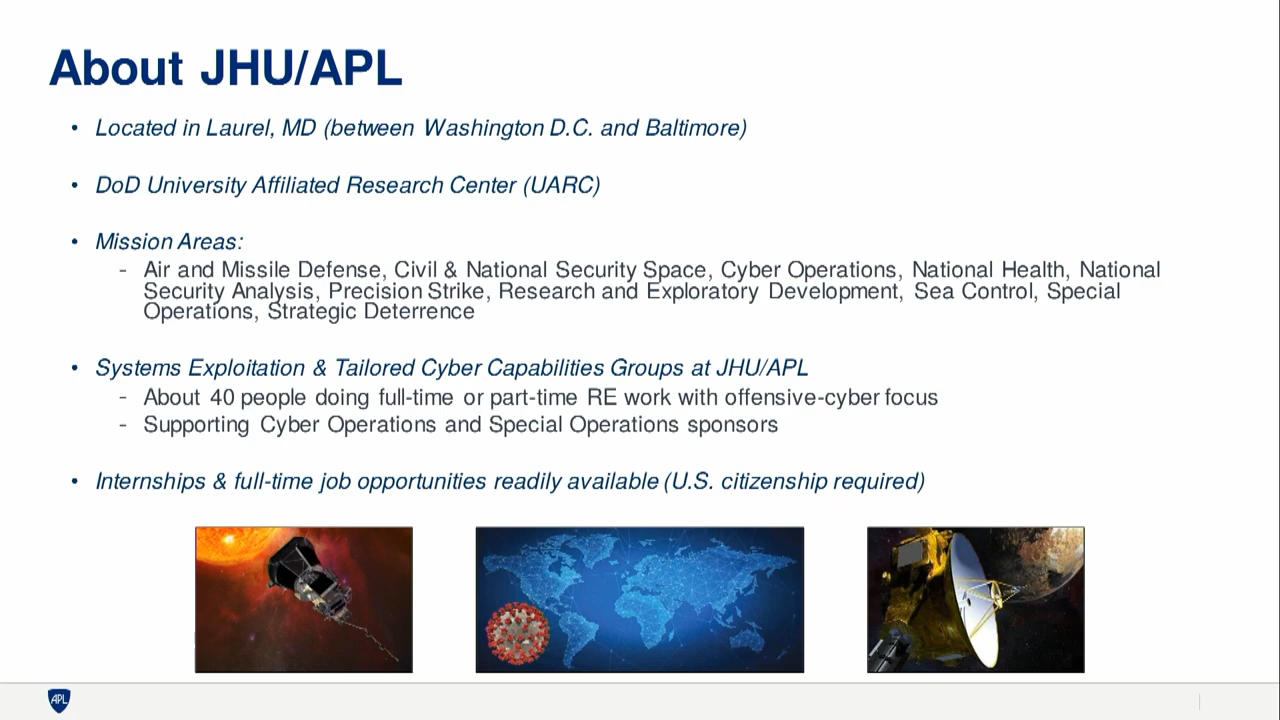 About JHU/APL
• Located in Laurel, MD (between Washington D.C. and Baltimore)
• DoD University Affiliated Research Center (UARC)
• Mission Areas:
- Air and Missile Defense, Civil & National Security Space, Cyber Operations, National Health, National
Security Analysis, Precision Strike, Research and Exploratory Development, Sea Control, Special
Operations, Strategic Deterrence
• Systems Exploitation & Tailored Cyber Capabilities Groups at JHU/APL
- About 40 people doing full-time or part-time RE work with offensive-cyber focus
- Supporting Cyber Operations and Special Operations sponsors
• Internships & full-time job opportunities readily available (U.S. citizenship required)
APL